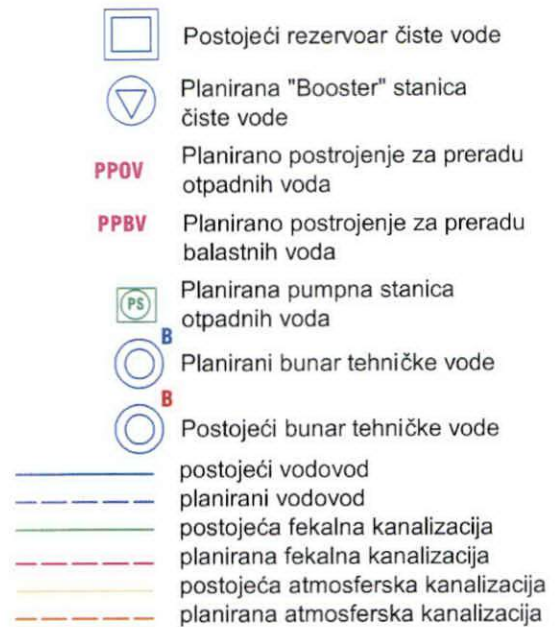 Postojeći rezervoar čiste vode
Planirana "Booster" stanica
čiste vode
PPOV
Planirano postrojenje za preradu
otpadnih voda
PPBV
Planirano postrojenje za preradu
balastnih voda
PS
Planirana pumpna stanica
otpadnih voda
B
Planirani bunar tehničke vode
B
Postojeći bunar tehničke vode
postojeći vodovod
planirani vodovod
postojeća fekalna kanalizacija
planirana fekalna kanalizacija
postojeća atmosferska kanalizacija
planirana atmosferska kanalizacija